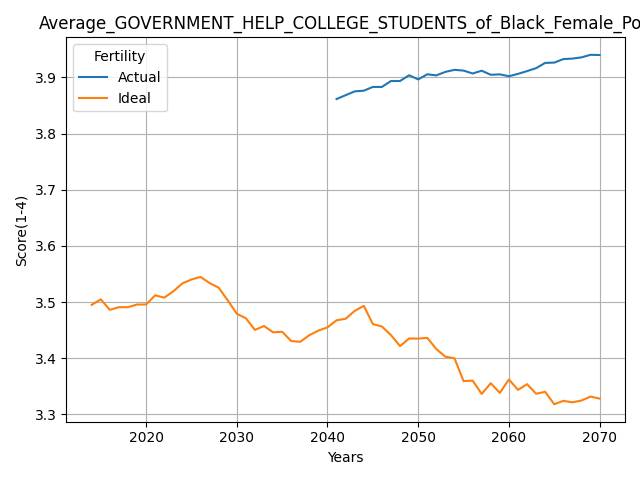 Average_GOVERNMENT_HELP_COLLEGE_STUDENTS_of_Black_Female_Po
Fertility
Actual
Ideal
Score(1-4)
3.9
3.8
3.7
3.6
3.5
3.4
3.3
2020 2030 2040 2050 2060 2070
Years